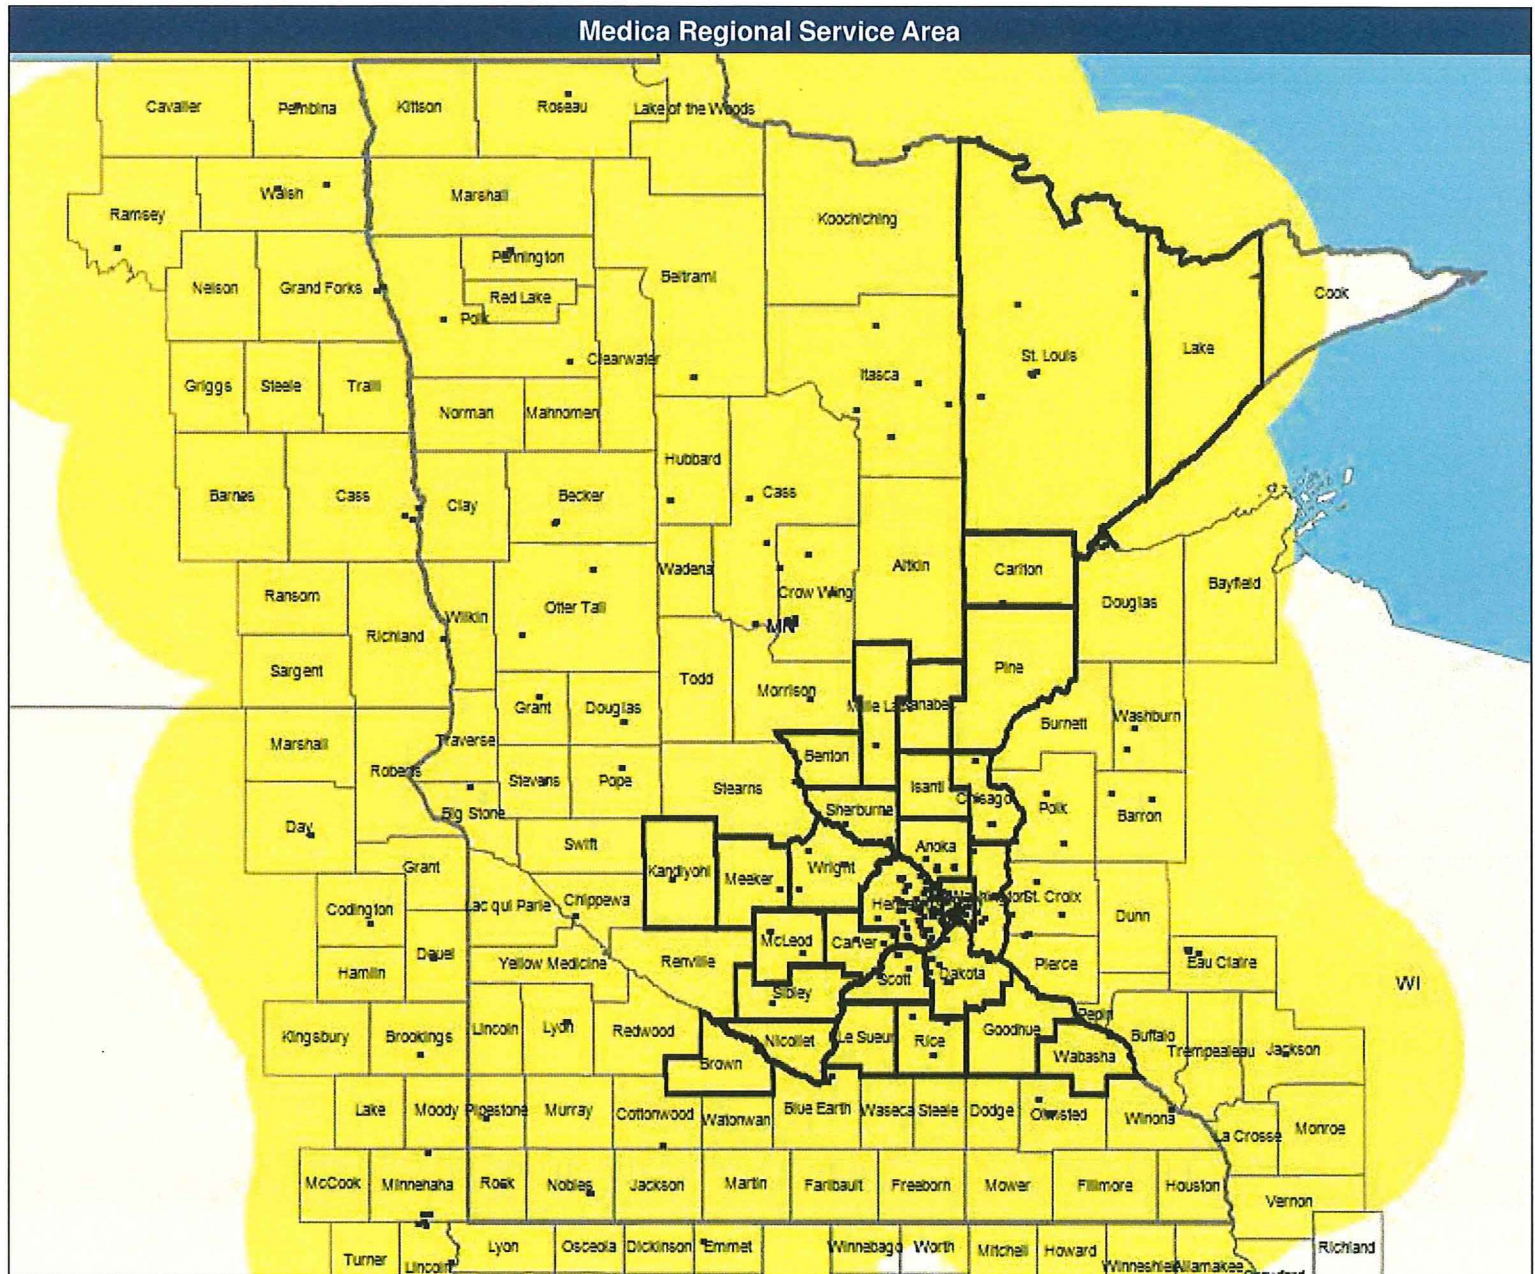 Medica Regional Service Area
Cavalier
Pembina
Kittson
Roseau
Lake of the Woods
Walsh
Marshall
Ramsey
Koochiching
Pennington
Beltrami
Nelson
Grand Forks
Red Lake
Cook
Polk
Clearwater
Lake
St. Louis
Itasca
Griggs
Steele
Traill
Norman
Mahnomen
Hubbard
Cass
Barnes
Cass
Clay
Becker
Aitkin
Wadena
Carlton
Bayfield
Crow Wing
Douglas
Ransom
Otter Tail
Wilkin
MN
Richland
Pine
Sargent
Todd
Morrison
Grant
Douglas
Mille Lacs
Kanabec
Burnett
Washburn
Marshall
Traverse
Benton
Roberts
Stevens
Pope
Stearns
Isanti
Chisago
Polk
Barron
Big Stone
Sherburne
Day
Swift
Anoka
Grant
Kandiyohi
Meeker
Wright
Codington
Lac qui Parle
Chippewa
Hennepin
Washington
St. Croix
Dunn
McLeod
Carver
Deuel
Yellow Medicine
Renville
Pierce
Eau Claire
Hamlin
Scott
Dakota
WI
Sibley
Pepin
Kingsbury
Brookings
Lincoln
Lyon
Redwood
Nicollet
Le Sueur
Rice
Goodhue
Buffalo
Trempealeau
Jackson
Brown
Wabasha
Lake
Moody
Pipestone
Murray
Cottonwood
Watonwan
Blue Earth
Waseca
Steele
Dodge
Olmsted
Winona
La Crosse
Monroe
McCook
Minnehaha
Rock
Nobles
Jackson
Martin
Faribault
Freeborn
Mower
Fillmore
Houston
Vernon
Turner
Lincoln
Lyon
Osceola
Dickinson
Emmet
Winnebago
Worth
Mitchell
Howard
Winneshiek
Allamakee
Richland